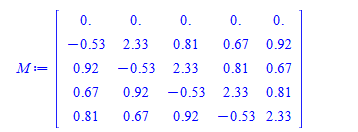 0. 0. 0. 0. 0.
−0.53 2.33 0.81 0.67 0.92
M := 0.92 −0.53 2.33 0.81 0.67
0.67 0.92 −0.53 2.33 0.81
0.81 0.67 0.92 −0.53 2.33